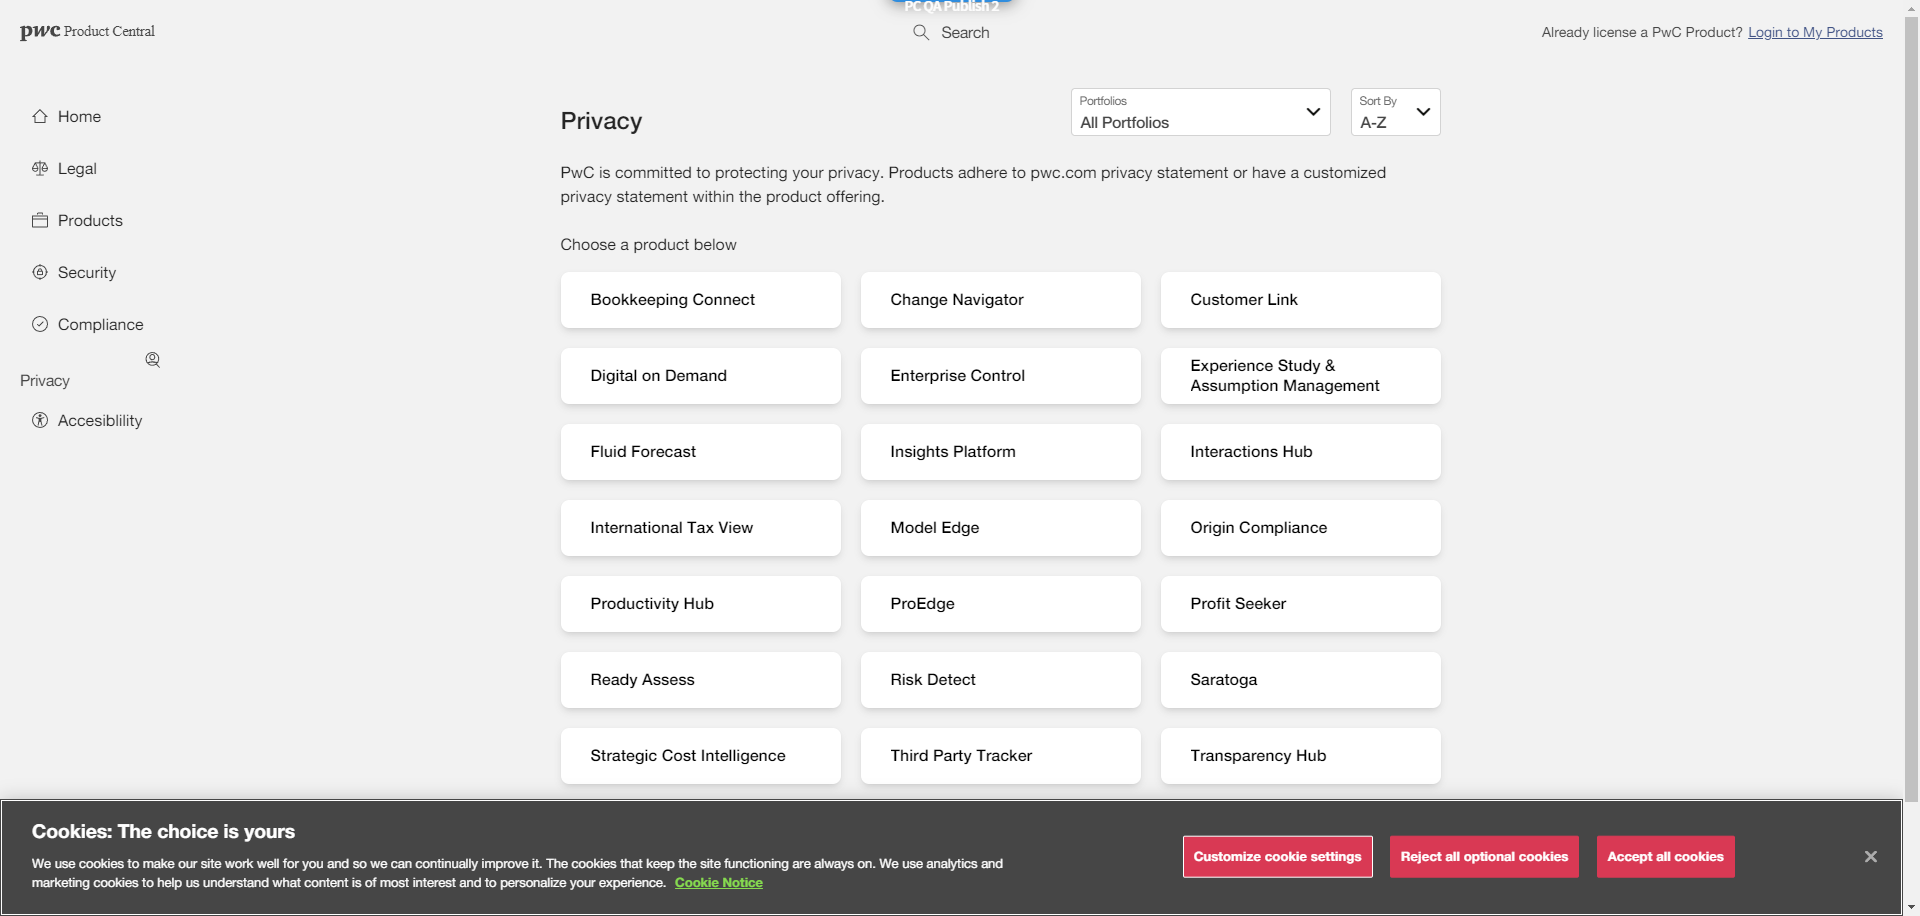 PC QA Publish 2
pwc Product Central
Search
Already license a PwC Product? Login to My Products
Home
Legal
Products
Security
Compliance
Privacy
Accesiblility
Privacy
Portfolios
All Portfolios
Sort By
A-Z
PwC is committed to protecting your privacy. Products adhere to pwc.com privacy statement or have a customized
privacy statement within the product offering.
Choose a product below
Bookkeeping Connect
Change Navigator
Customer Link
Digital on Demand
Enterprise Control
Experience Study &
Assumption Management
Fluid Forecast
Insights Platform
Interactions Hub
International Tax View
Model Edge
Origin Compliance
Productivity Hub
ProEdge
Profit Seeker
Ready Assess
Risk Detect
Saratoga
Strategic Cost Intelligence
Third Party Tracker
Transparency Hub
Cookies: The choice is yours
We use cookies to make our site work well for you and so we can continually improve it. The cookies that keep the site functioning are always on. We use analytics and
marketing cookies to help us understand what content is of most interest and to personalize your experience. Cookie Notice
Customize cookie settings
Reject all optional cookies
Accept all cookies